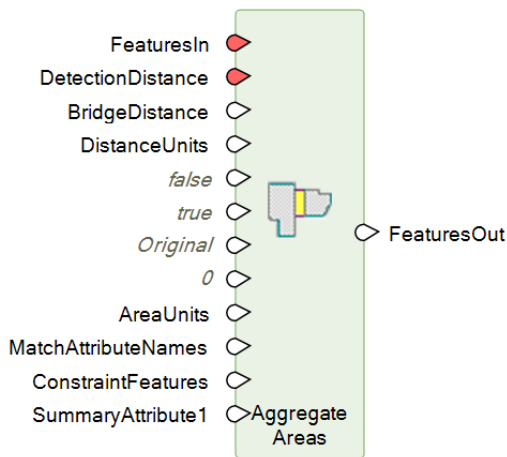 FeaturesIn
DetectionDistance
BridgeDistance
DistanceUnits
false
true
Original
FeaturesOut
0
AreaUnits
MatchAttributeNames
ConstraintFeatures
SummaryAttribute1
Aggregate
Areas